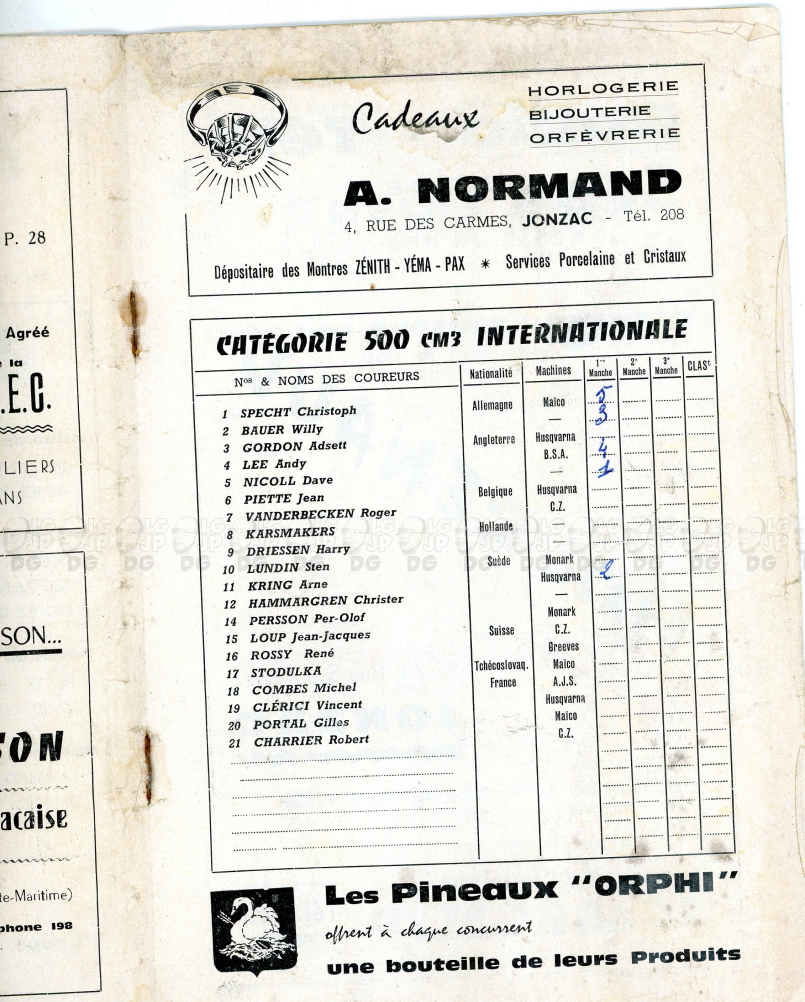 P. 28
Agréé
la
.E.C.
LIERS
ANS
SON...
acaise
te-Maritime)
phone 198
Cadeaux
HORLOGERIE
BIJOUTERIE
ORFÈVRERIE
A. NORMAND
4, RUE DES CARMES, JONZAC - Tél. 208
Dépositaire des Montres ZÉNITH - YÉMA - PAX ✶ Services Porcelaine et Cristaux
CATÉGORIE 500 CM3 INTERNATIONALE
Nos & NOMS DES COUREURS Nationalité Machines 1re Manche 2e Manche 3e Manche CLASt
1 SPECHT Christoph Allemagne Maico 5
2 BAUER Willy — 3
3 GORDON Adsett Angleterre Husqvarna
4 LEE Andy B.S.A. 4
5 NICOLL Dave — 1
6 PIETTE Jean Belgique Husqvarna
7 VANDERBECKEN Roger C.Z.
8 KARSMAKERS Hollande —
9 DRIESSEN Harry —
10 LUNDIN Sten Suède Monark
11 KRING Arne Husqvarna 2
12 HAMMARGREN Christer —
14 PERSSON Per-Olof Monark
15 LOUP Jean-Jacques Suisse C.Z.
16 ROSSY René Greeves
17 STODULKA Tchécoslovaq. Maico
18 COMBES Michel France A.J.S.
19 CLÉRICI Vincent Husqvarna
20 PORTAL Gilles Maico
21 CHARRIER Robert C.Z.
Les Pineaux "ORPHI"
offrent à chaque concurrent
une bouteille de leurs Produits